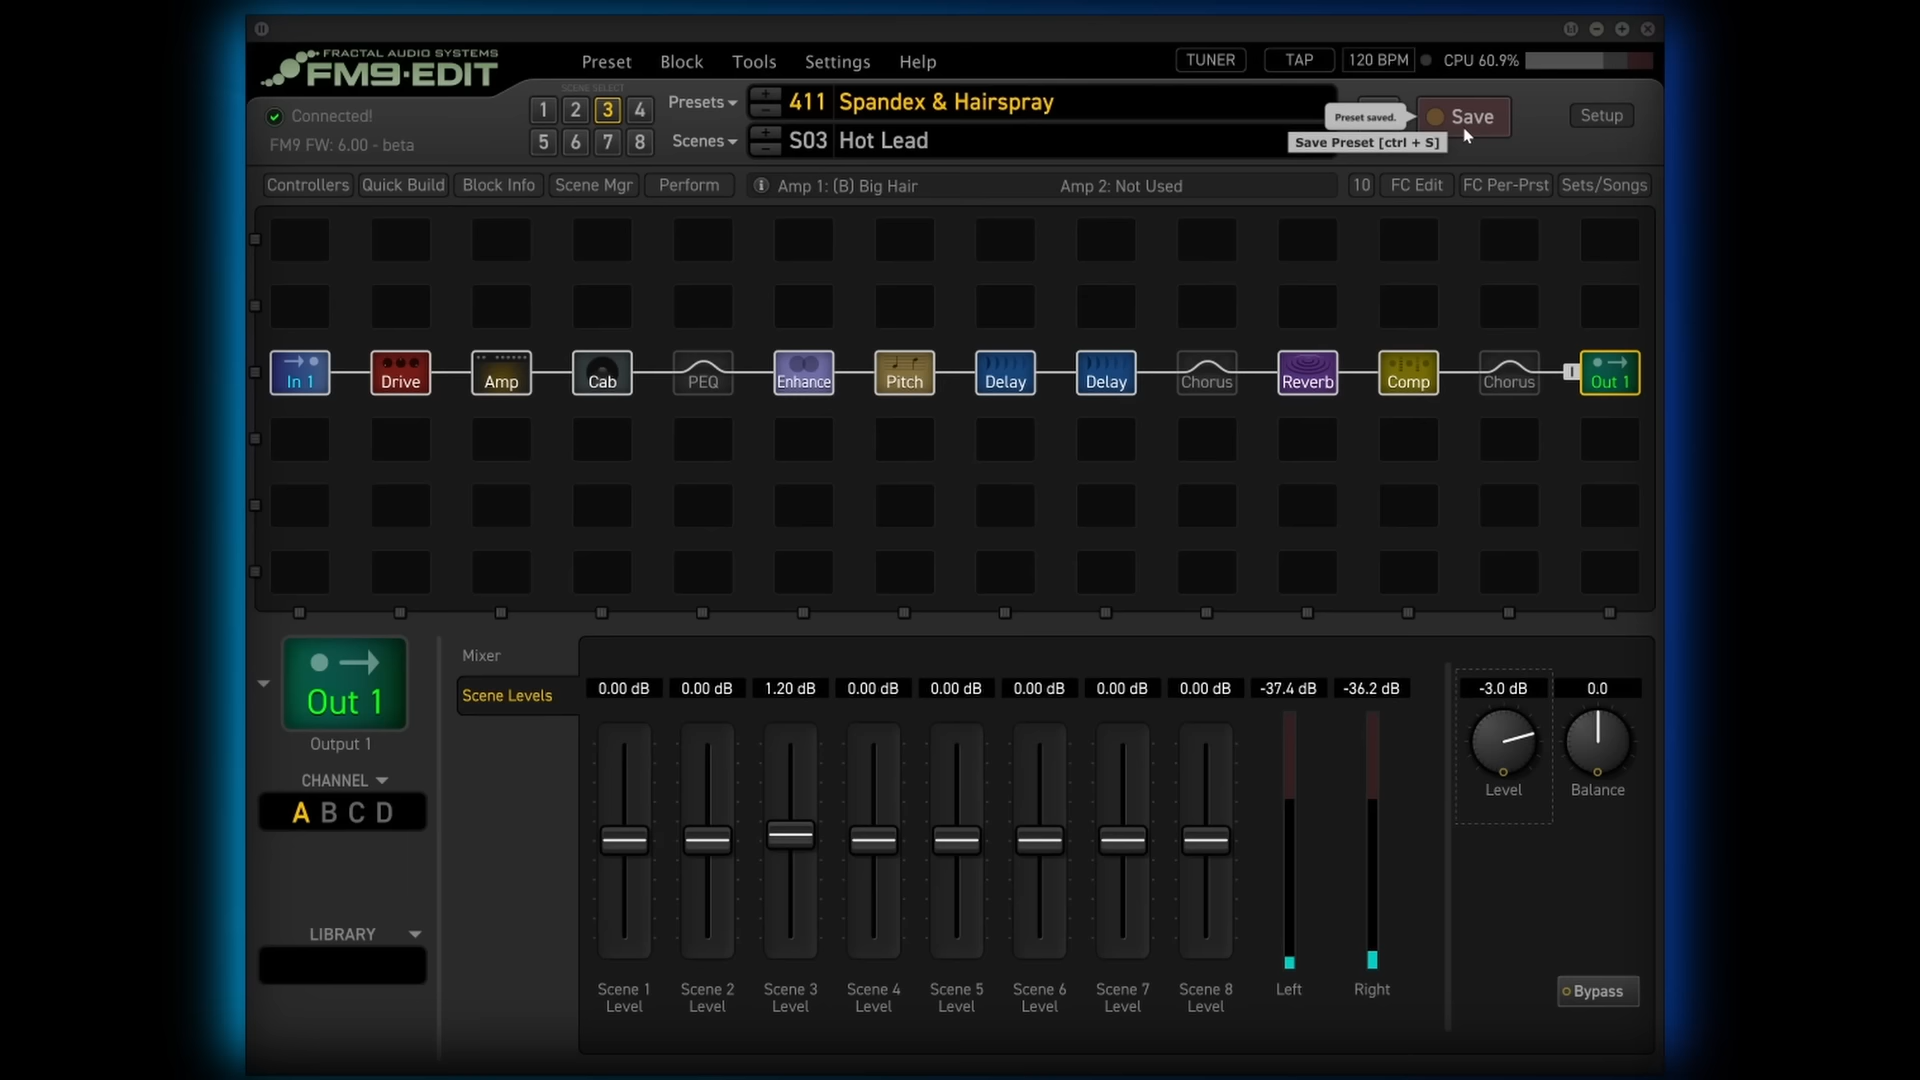 FRACTAL AUDIO SYSTEMS
FM9-EDIT
Preset Block Tools Settings Help
TUNER TAP 120 BPM CPU 60.9%
Connected!
FM9 FW: 6.00 - beta
SCENE SELECT
1 2 3 4
5 6 7 8
Presets 411 Spandex & Hairspray
Scenes S03 Hot Lead
Preset saved.
Save
Save Preset [ctrl + S]
Setup
Controllers Quick Build Block Info Scene Mgr Perform
Amp 1: (B) Big Hair Amp 2: Not Used
10 FC Edit FC Per-Prst Sets/Songs
In 1 Drive Amp Cab PEQ Enhance Pitch Delay Delay Chorus Reverb Comp Chorus Out 1
Out 1
Output 1
CHANNEL
A B C D
LIBRARY
Mixer
Scene Levels
0.00 dB 0.00 dB 1.20 dB 0.00 dB 0.00 dB 0.00 dB 0.00 dB 0.00 dB -37.4 dB -36.2 dB -3.0 dB 0.0
Level Balance
Scene 1 Scene 2 Scene 3 Scene 4 Scene 5 Scene 6 Scene 7 Scene 8 Left Right
Level Level Level Level Level Level Level Level
Bypass